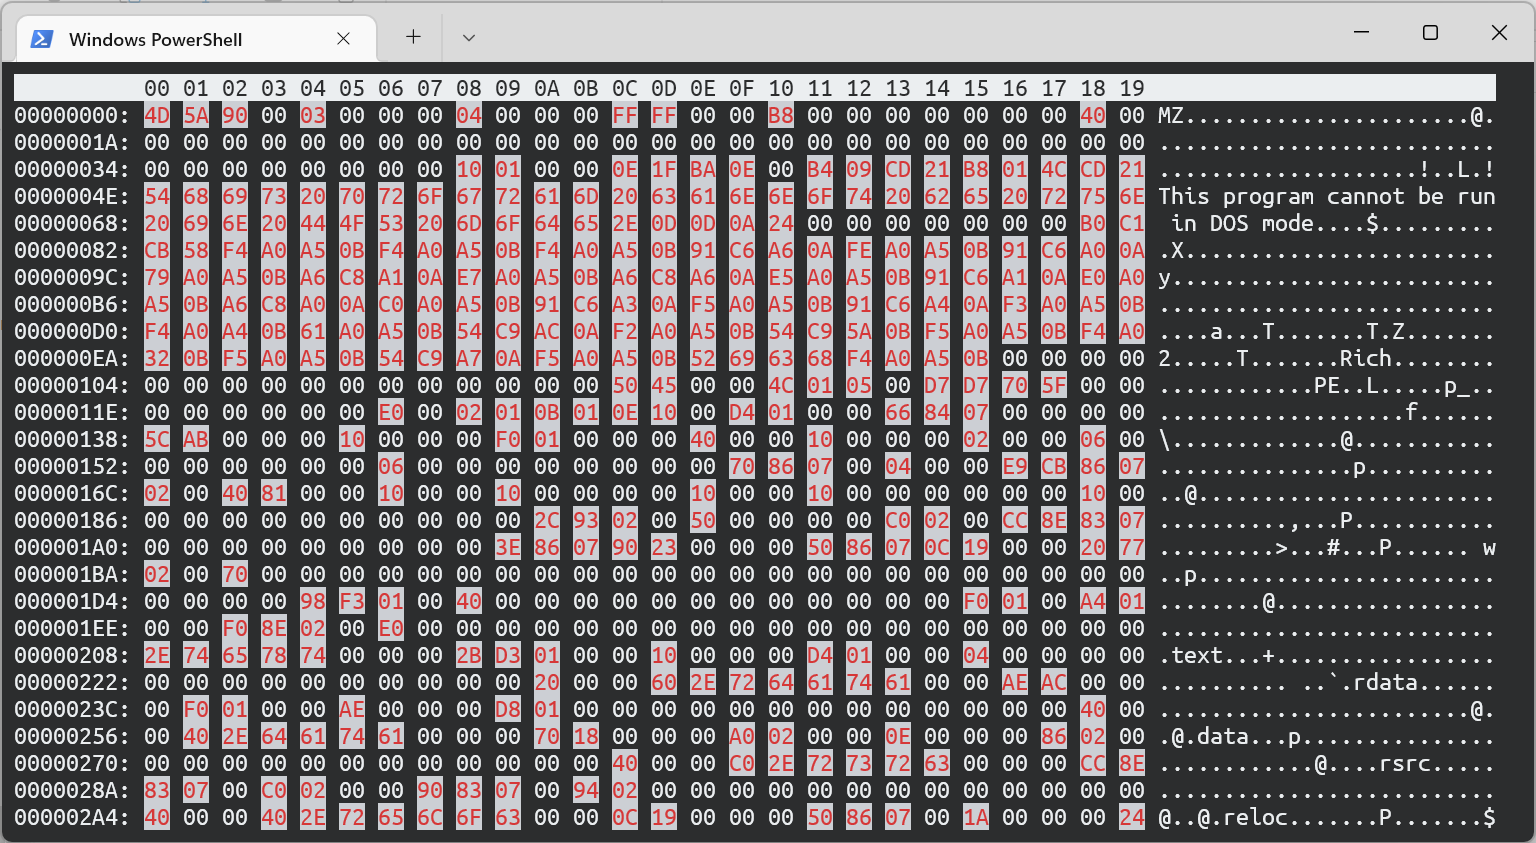 Windows PowerShell
00 01 02 03 04 05 06 07 08 09 0A 0B 0C 0D 0E 0F 10 11 12 13 14 15 16 17 18 19
00000000: 4D 5A 90 00 03 00 00 00 04 00 00 00 FF FF 00 00 B8 00 00 00 00 00 00 00 40 00 MZ......................@.
0000001A: 00 00 00 00 00 00 00 00 00 00 00 00 00 00 00 00 00 00 00 00 00 00 00 00 00 00 ..........................
00000034: 00 00 00 00 00 00 00 00 10 01 00 00 0E 1F BA 0E 00 B4 09 CD 21 B8 01 4C CD 21 ....................!..L.!
0000004E: 54 68 69 73 20 70 72 6F 67 72 61 6D 20 63 61 6E 6E 6F 74 20 62 65 20 72 75 6E This program cannot be run
00000068: 20 69 6E 20 44 4F 53 20 6D 6F 64 65 2E 0D 0D 0A 24 00 00 00 00 00 00 00 B0 C1  in DOS mode....$.........
00000082: CB 58 F4 A0 A5 0B F4 A0 A5 0B F4 A0 A5 0B 91 C6 A6 0A FE A0 A5 0B 91 C6 A0 0A .X........................
0000009C: 79 A0 A5 0B A6 C8 A1 0A E7 A0 A5 0B A6 C8 A6 0A E5 A0 A5 0B 91 C6 A1 0A E0 A0 y.........................
000000B6: A5 0B A6 C8 A0 0A C0 A0 A5 0B 91 C6 A3 0A F5 A0 A5 0B 91 C6 A4 0A F3 A0 A5 0B ..........................
000000D0: F4 A0 A4 0B 61 A0 A5 0B 54 C9 AC 0A F2 A0 A5 0B 54 C9 5A 0B F5 A0 A5 0B F4 A0 ....a...T.......T.Z.......
000000EA: 32 0B F5 A0 A5 0B 54 C9 A7 0A F5 A0 A5 0B 52 69 63 68 F4 A0 A5 0B 00 00 00 00 2.....T.......Rich........
00000104: 00 00 00 00 00 00 00 00 00 00 00 00 50 45 00 00 4C 01 05 00 D7 D7 70 5F 00 00 ............PE..L.....p_..
0000011E: 00 00 00 00 00 00 E0 00 02 01 0B 01 0E 10 00 D4 01 00 00 66 84 07 00 00 00 00 ...................f......
00000138: 5C AB 00 00 00 10 00 00 00 F0 01 00 00 00 40 00 00 10 00 00 00 02 00 00 06 00 \.............@...........
00000152: 00 00 00 00 00 00 06 00 00 00 00 00 00 00 00 70 86 07 00 04 00 00 E9 CB 86 07 ...............p..........
0000016C: 02 00 40 81 00 00 10 00 00 10 00 00 00 00 10 00 00 10 00 00 00 00 00 00 10 00 ..@.......................
00000186: 00 00 00 00 00 00 00 00 00 00 2C 93 02 00 50 00 00 00 00 C0 02 00 CC 8E 83 07 ..........,...P...........
000001A0: 00 00 00 00 00 00 00 00 00 3E 86 07 90 23 00 00 00 50 86 07 0C 19 00 00 20 77 .........>...#...P...... w
000001BA: 02 00 70 00 00 00 00 00 00 00 00 00 00 00 00 00 00 00 00 00 00 00 00 00 00 00 ..p.......................
000001D4: 00 00 00 00 98 F3 01 00 40 00 00 00 00 00 00 00 00 00 00 00 00 F0 01 00 A4 01 ........@.................
000001EE: 00 00 F0 8E 02 00 E0 00 00 00 00 00 00 00 00 00 00 00 00 00 00 00 00 00 00 00 ..........................
00000208: 2E 74 65 78 74 00 00 00 2B D3 01 00 00 10 00 00 00 D4 01 00 00 04 00 00 00 00 .text...+.................
00000222: 00 00 00 00 00 00 00 00 00 00 20 00 00 60 2E 72 64 61 74 61 00 00 AE AC 00 00 .......... ..`.rdata......
0000023C: 00 F0 01 00 00 AE 00 00 00 D8 01 00 00 00 00 00 00 00 00 00 00 00 00 00 40 00 ........................@.
00000256: 00 40 2E 64 61 74 61 00 00 00 70 18 00 00 00 A0 02 00 00 0E 00 00 00 86 02 00 .@.data...p...............
00000270: 00 00 00 00 00 00 00 00 00 00 00 00 40 00 00 C0 2E 72 73 72 63 00 00 00 CC 8E ............@....rsrc.....
0000028A: 83 07 00 C0 02 00 00 90 83 07 00 94 02 00 00 00 00 00 00 00 00 00 00 00 00 00 ..........................
000002A4: 40 00 00 40 2E 72 65 6C 6F 63 00 00 0C 19 00 00 00 50 86 07 00 1A 00 00 00 24 @..@.reloc.......P.......$